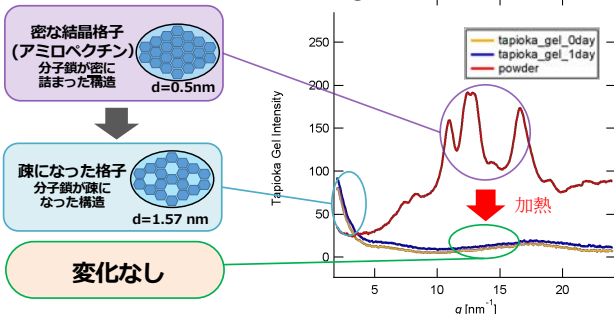 密な結晶格子
(アミロペクチン)
分子鎖が密に
詰まった構造
d=0.5nm
疎になった格子
分子鎖が疎に
なった構造
d=1.57 nm
変化なし
Tapioka Gel Intensity
250
200
150
100
50
0
tapioka_gel_0day
tapioka_gel_1day
powder
加熱
5
10
15
20
q [nm⁻¹]